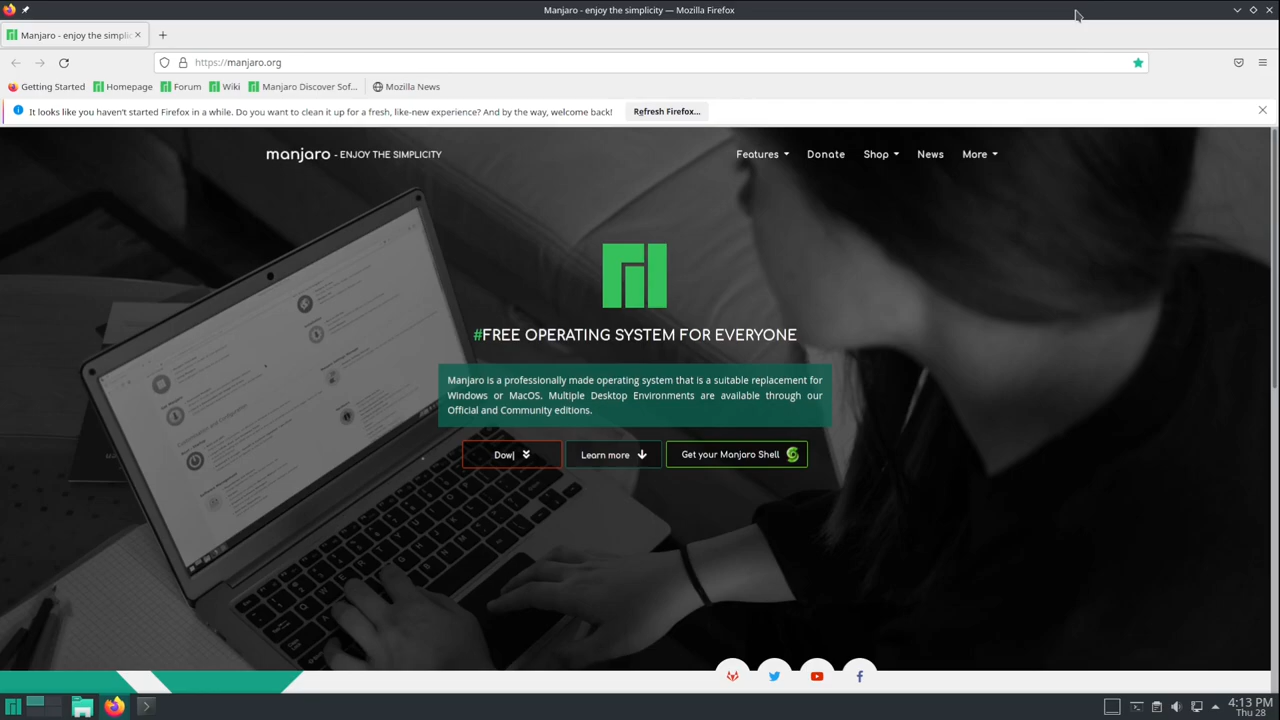 Manjaro - enjoy the simplicity — Mozilla Firefox
Manjaro - enjoy the simplic
https://manjaro.org
Getting Started Homepage Forum Wiki Manjaro Discover Sof... Mozilla News
It looks like you haven't started Firefox in a while. Do you want to clean it up for a fresh, like-new experience? And by the way, welcome back! Refresh Firefox...
manjaro - ENJOY THE SIMPLICITY Features Donate Shop News More
#FREE OPERATING SYSTEM FOR EVERYONE
Manjaro is a professionally made operating system that is a suitable replacement for
Windows or MacOS. Multiple Desktop Environments are available through our
Official and Community editions.
Dow| Learn more Get your Manjaro Shell
4:13 PM
Thu 28